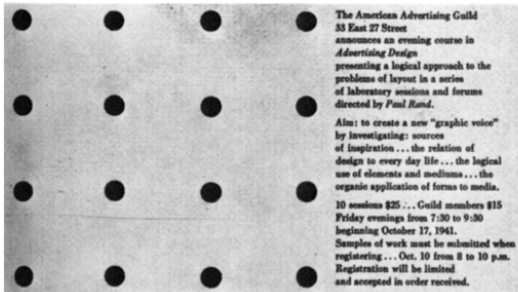 The American Advertising Guild
33 East 27 Street
announces an evening course in
Advertising Design
presenting a logical approach to the
problems of layout in a series
of laboratory sessions and forums
directed by Paul Rand.
Aim: to create a new "graphic voice"
by investigating: sources
of inspiration ... the relation of
design to every day life ... the logical
use of elements and mediums ... the
organic application of forms to media.
10 sessions $25 ... Guild members $15
Friday evenings from 7:30 to 9:30
beginning October 17, 1941.
Samples of work must be submitted when
registering ... Oct. 10 from 8 to 10 p.m.
Registration will be limited
and accepted in order received.